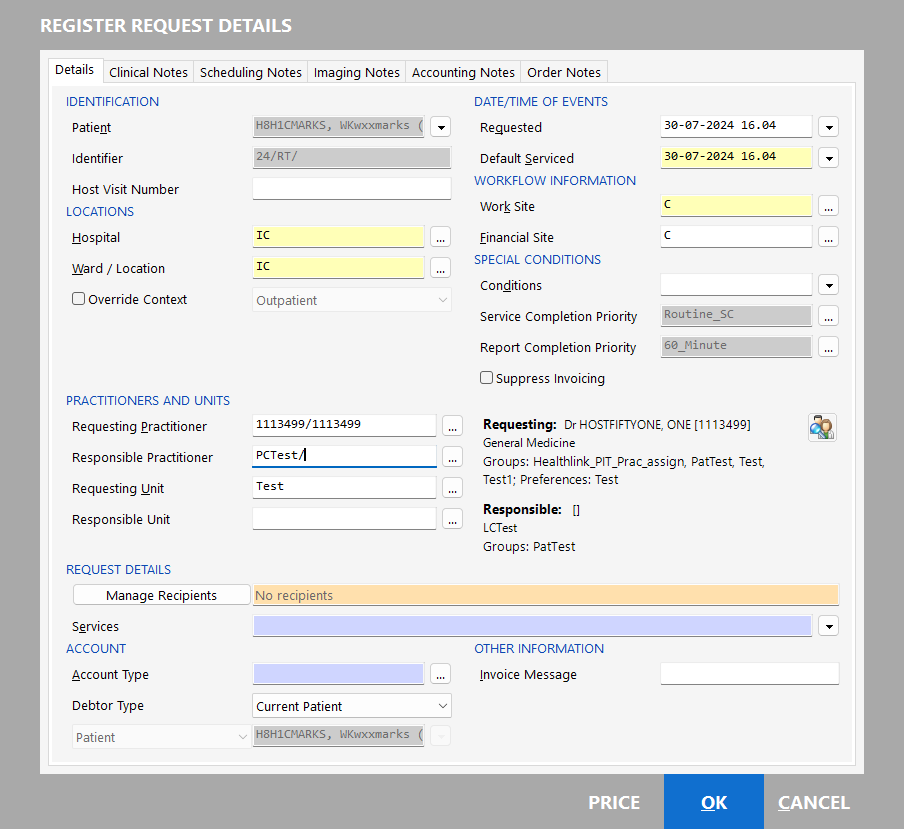 REGISTER REQUEST DETAILS
Details Clinical Notes Scheduling Notes Imaging Notes Accounting Notes Order Notes
IDENTIFICATION
Patient H8H1CMARKS, WKwxxmarks (
Identifier 24/RT/
Host Visit Number
LOCATIONS
Hospital IC ...
Ward / Location IC ...
Override Context Outpatient
DATE/TIME OF EVENTS
Requested 30-07-2024 16.04
Default Serviced 30-07-2024 16.04
WORKFLOW INFORMATION
Work Site C ...
Financial Site C ...
SPECIAL CONDITIONS
Conditions
Service Completion Priority Routine_SC ...
Report Completion Priority 60_Minute ...
Suppress Invoicing
PRACTITIONERS AND UNITS
Requesting Practitioner 1113499/1113499 ...
Responsible Practitioner PCTest/ ...
Requesting Unit Test ...
Responsible Unit ...
Requesting: Dr HOSTFIFTYONE, ONE [1113499]
General Medicine
Groups: Healthlink_PIT_Prac_assign, PatTest, Test,
Test1; Preferences: Test
Responsible: []
LCTest
Groups: PatTest
REQUEST DETAILS
Manage Recipients No recipients
Services
ACCOUNT
Account Type ...
Debtor Type Current Patient
Patient H8H1CMARKS, WKwxxmarks (
OTHER INFORMATION
Invoice Message
PRICE OK CANCEL